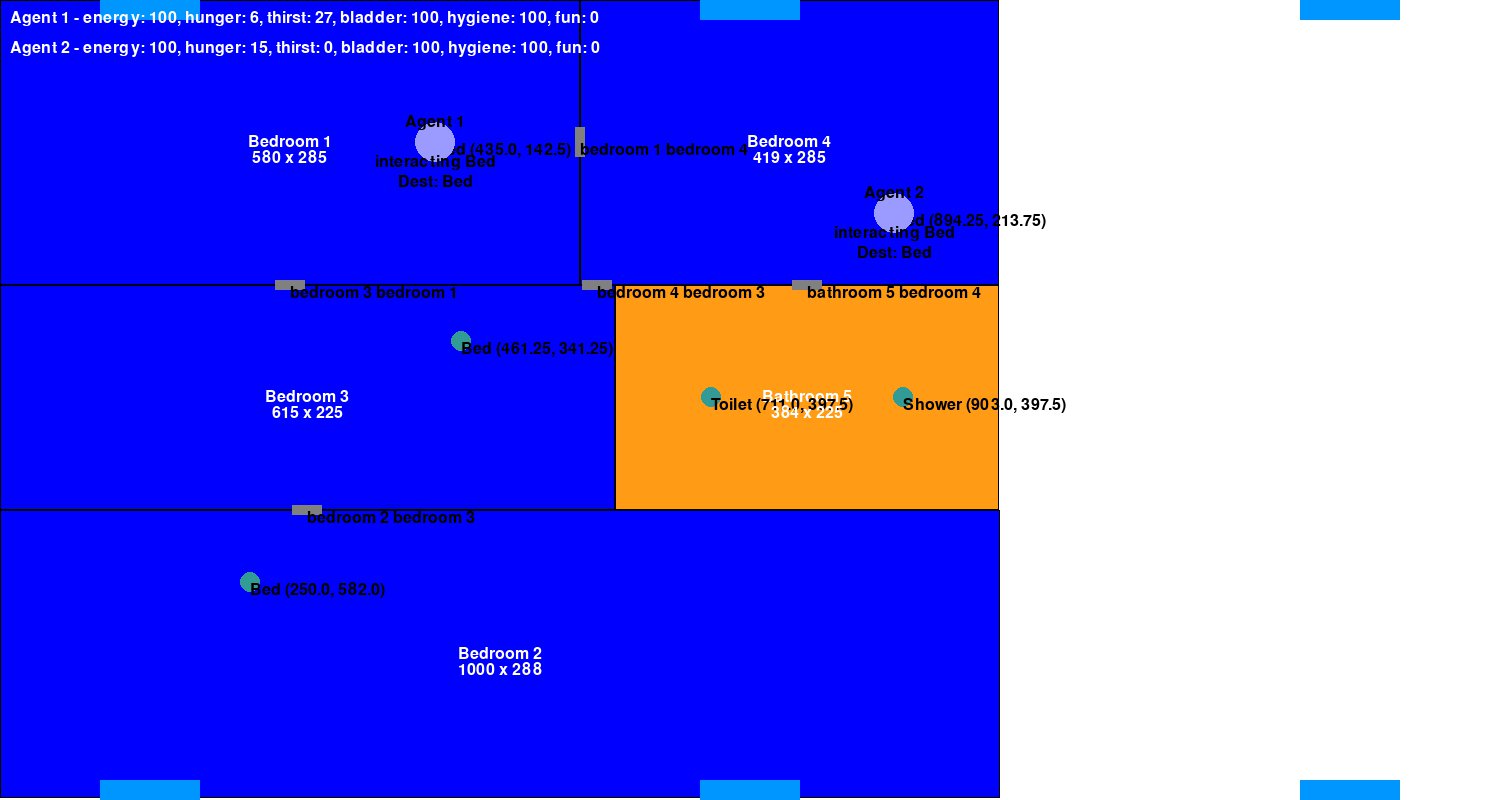 Agent 1 - energy: 100, hunger: 6, thirst: 27, bladder: 100, hygiene: 100, fun: 0
Agent 2 - energy: 100, hunger: 15, thirst: 0, bladder: 100, hygiene: 100, fun: 0
Agent 1
Bedroom 1
580 x 285
d (435.0, 142.5)
bedroom 1 bedroom 4
interacting Bed
Dest: Bed
Bedroom 4
419 x 285
Agent 2
d (894.25, 213.75)
interacting Bed
Dest: Bed
bedroom 3 bedroom 1
bedroom 4 bedroom 3
bathroom 5 bedroom 4
Bed (461.25, 341.25)
Bedroom 3
615 x 225
Bathroom 5
384 x 225
Toilet (711.0, 397.5)
Shower (903.0, 397.5)
bedroom 2 bedroom 3
Bed (250.0, 582.0)
Bedroom 2
1000 x 288